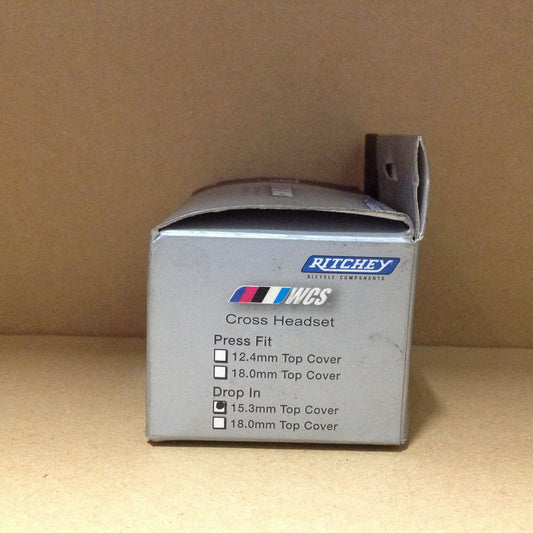 RITCHEY
BICYCLE COMPONENTS
WCS
Cross Headset
Press Fit
12.4mm Top Cover
18.0mm Top Cover
Drop In
15.3mm Top Cover
18.0mm Top Cover